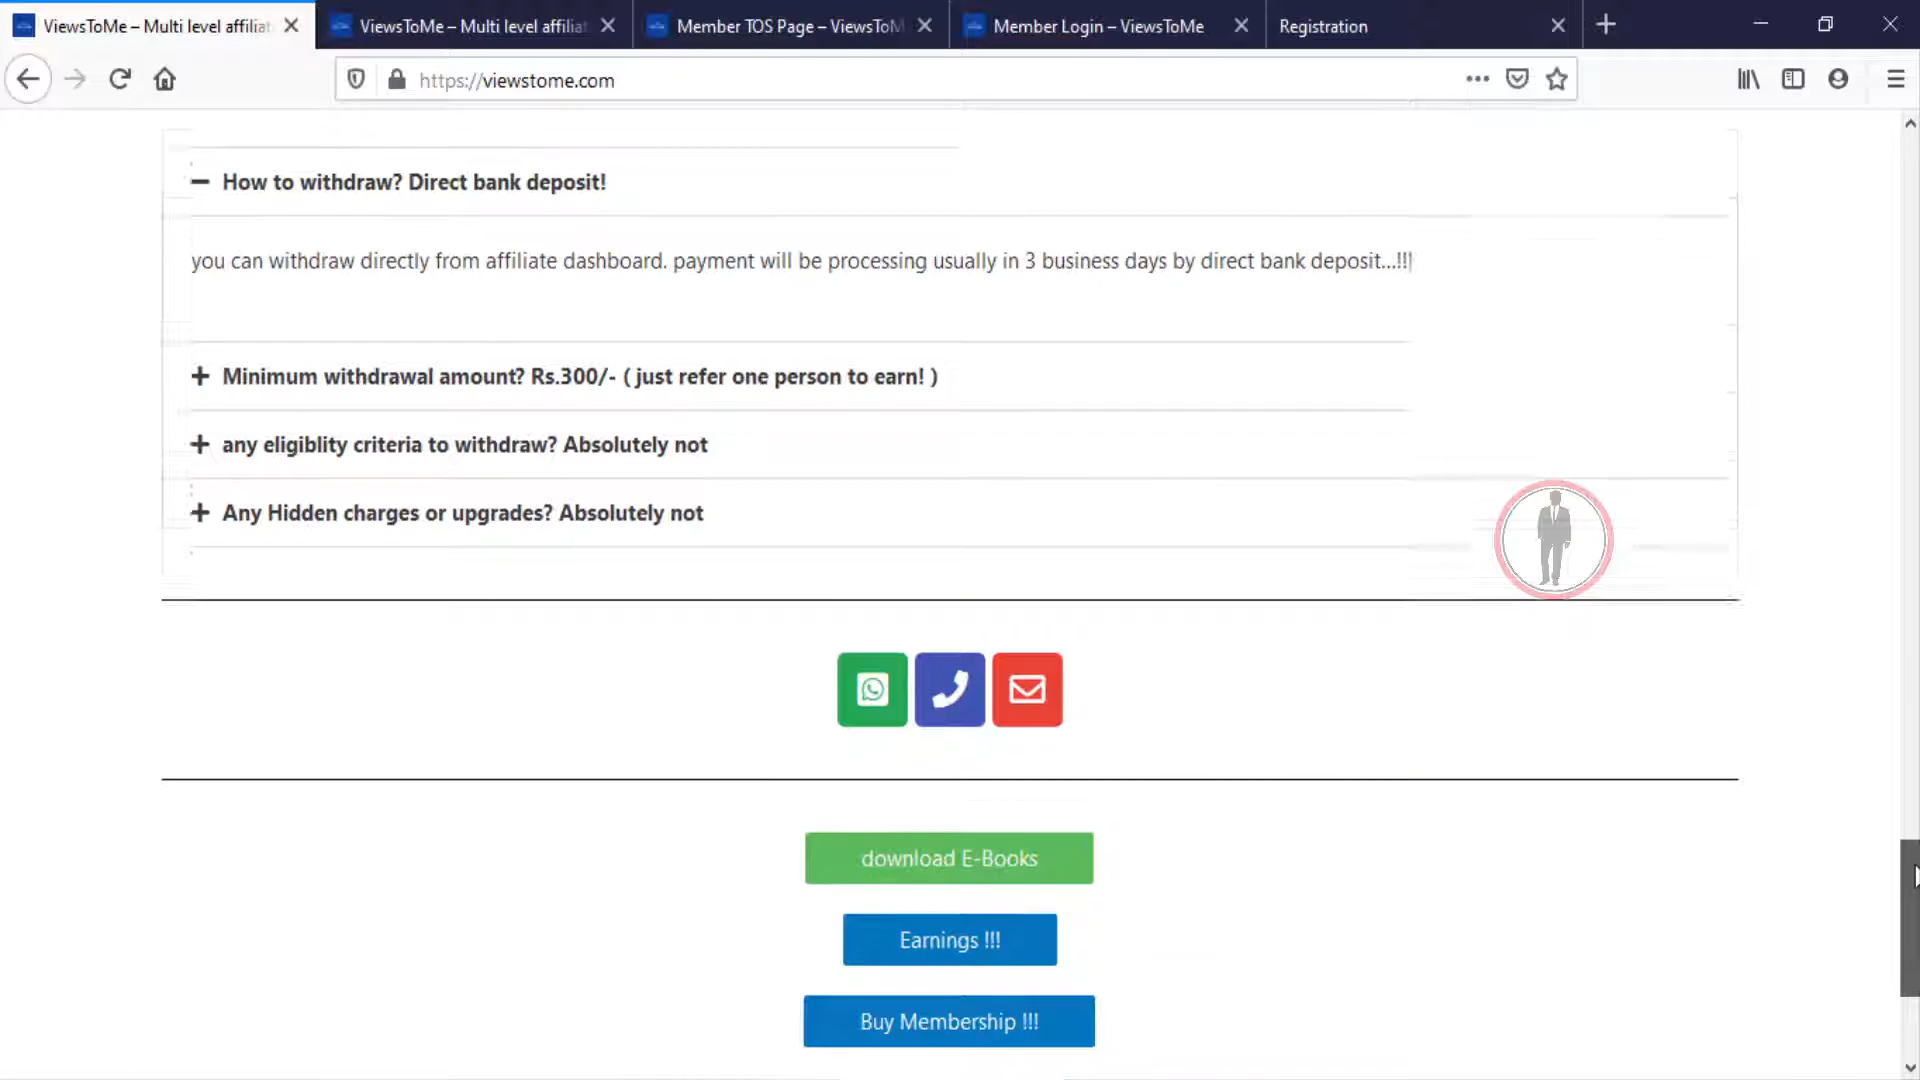 ViewsToMe – Multi level affiliat
ViewsToMe – Multi level affiliat
Member TOS Page – ViewsToM
Member Login – ViewsToMe
Registration
https://viewstome.com
How to withdraw? Direct bank deposit!
you can withdraw directly from affiliate dashboard. payment will be processing usually in 3 business days by direct bank deposit...!!!
Minimum withdrawal amount? Rs.300/- ( just refer one person to earn! )
any eligiblity criteria to withdraw? Absolutely not
Any Hidden charges or upgrades? Absolutely not
download E-Books
Earnings !!!
Buy Membership !!!